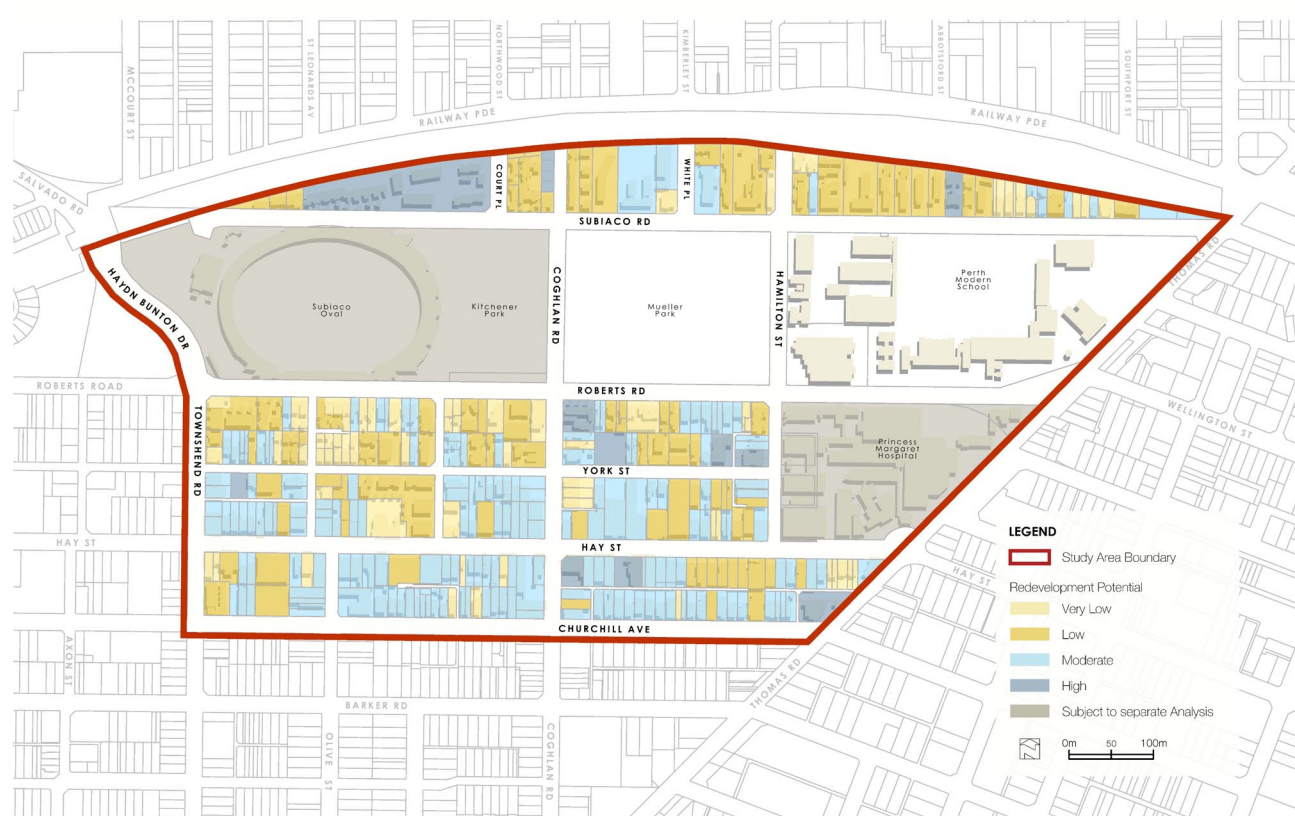 MCCOURT ST
ST LEONARDS AV
NORTHWOOD ST
KIMBERLEY ST
ABBOTSFORD ST
SOUTHPORT ST
RAILWAY PDE
RAILWAY PDE
SALVADO RD
COURT PL
WHITE PL
SUBIACO RD
THOMAS RD
HAYDN BUNTON DR
Subiaco
Oval
Kitchener
Park
COGHLAN RD
Mueller
Park
HAMILTON ST
Perth
Modern
School
ROBERTS ROAD
ROBERTS RD
TOWNSHEND RD
WELLINGTON ST
Princess
Margaret
Hospital
YORK ST
HAY ST
HAY ST
HAY ST
CHURCHILL AVE
AXON ST
BARKER RD
OLIVE ST
COGHLAN RD
THOMAS RD
LEGEND
Study Area Boundary
Redevelopment Potential
Very Low
Low
Moderate
High
Subject to separate Analysis
0m 50 100m